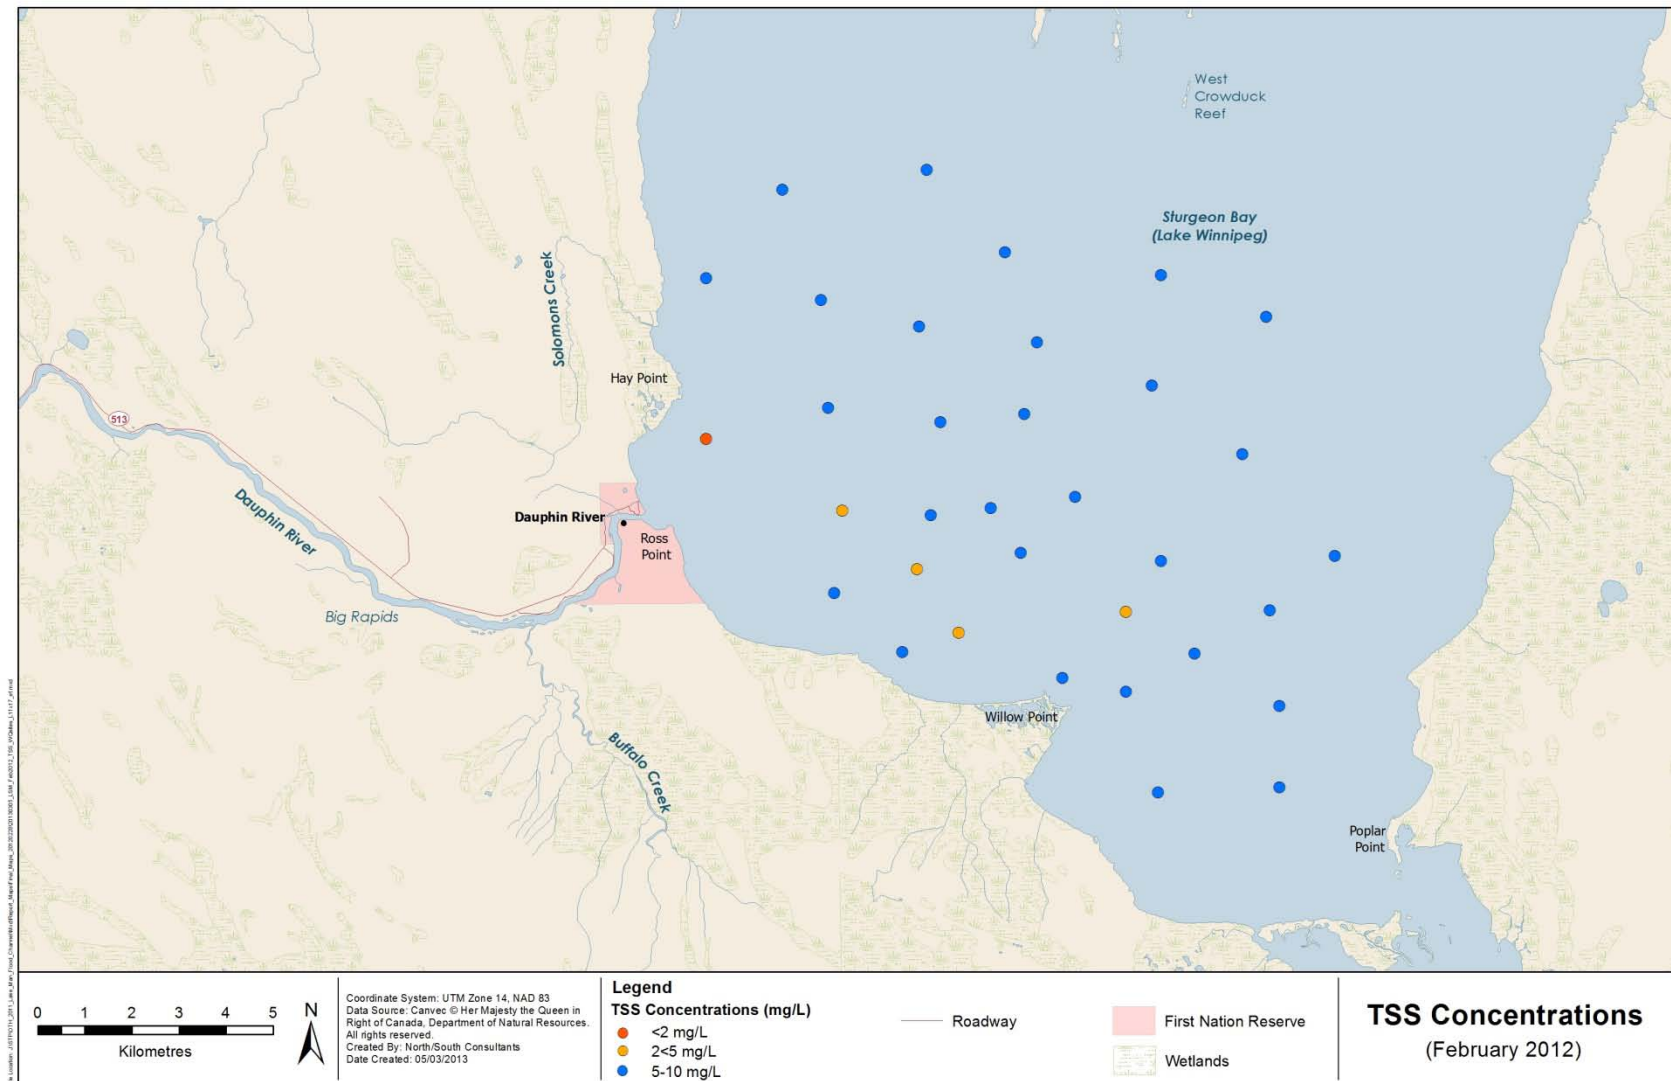 West
Crowduck
Reef
Sturgeon Bay
(Lake Winnipeg)
Solomons Creek
Hay Point
513
Dauphin River
Dauphin River
Ross
Point
Big Rapids
Willow Point
Buffalo Creek
Poplar
Point
0 1 2 3 4 5
Kilometres
N
Coordinate System: UTM Zone 14, NAD 83
Data Source: Canvec © Her Majesty the Queen in
Right of Canada, Department of Natural Resources.
All rights reserved.
Created By: North/South Consultants
Date Created: 05/03/2013
Legend
TSS Concentrations (mg/L)
<2 mg/L
2<5 mg/L
5-10 mg/L
Roadway
First Nation Reserve
Wetlands
TSS Concentrations
(February 2012)